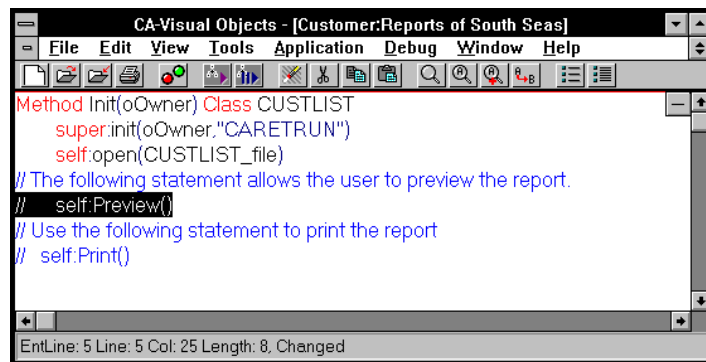 CA-Visual Objects - [Customer:Reports of South Seas]
File Edit View Tools Application Debug Window Help
Method Init(oOwner) Class CUSTLIST
super:init(oOwner,"CARETRUN")
self:open(CUSTLIST_file)
// The following statement allows the user to preview the report.
// self:Preview()
// Use the following statement to print the report
// self:Print()
EntLine: 5 Line: 5 Col: 25 Length: 8, Changed